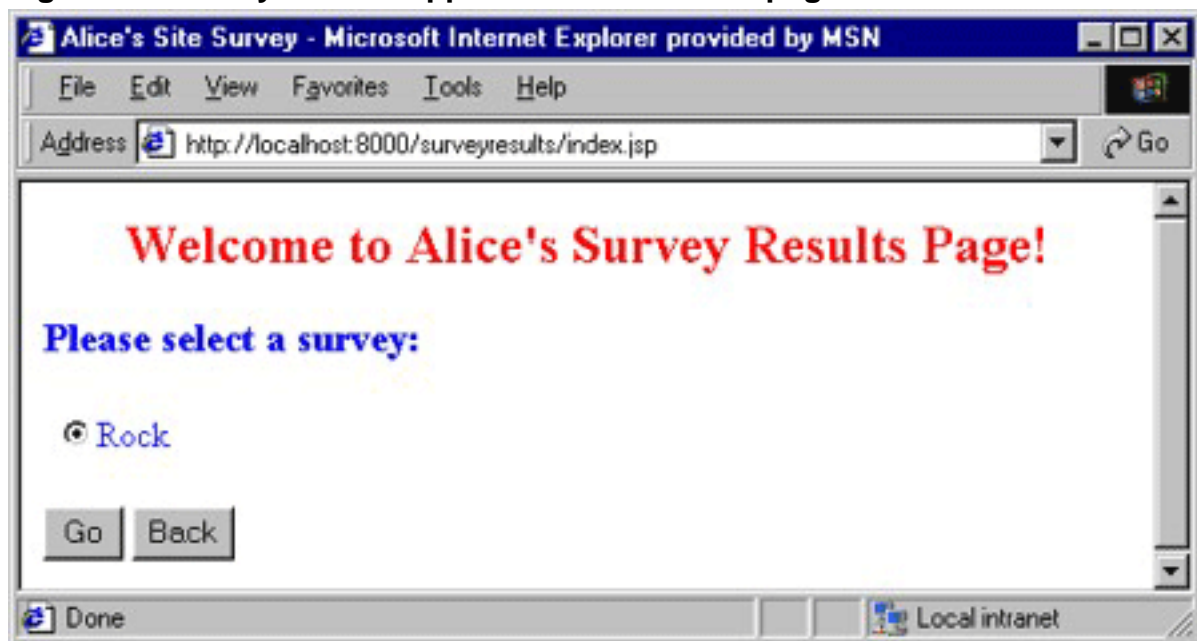 Alice's Site Survey - Microsoft Internet Explorer provided by MSN
File Edit View Favorites Tools Help
Address http://localhost:8000/surveyresults/index.jsp Go
Welcome to Alice's Survey Results Page!
Please select a survey:
Rock
Go Back
Done Local intranet